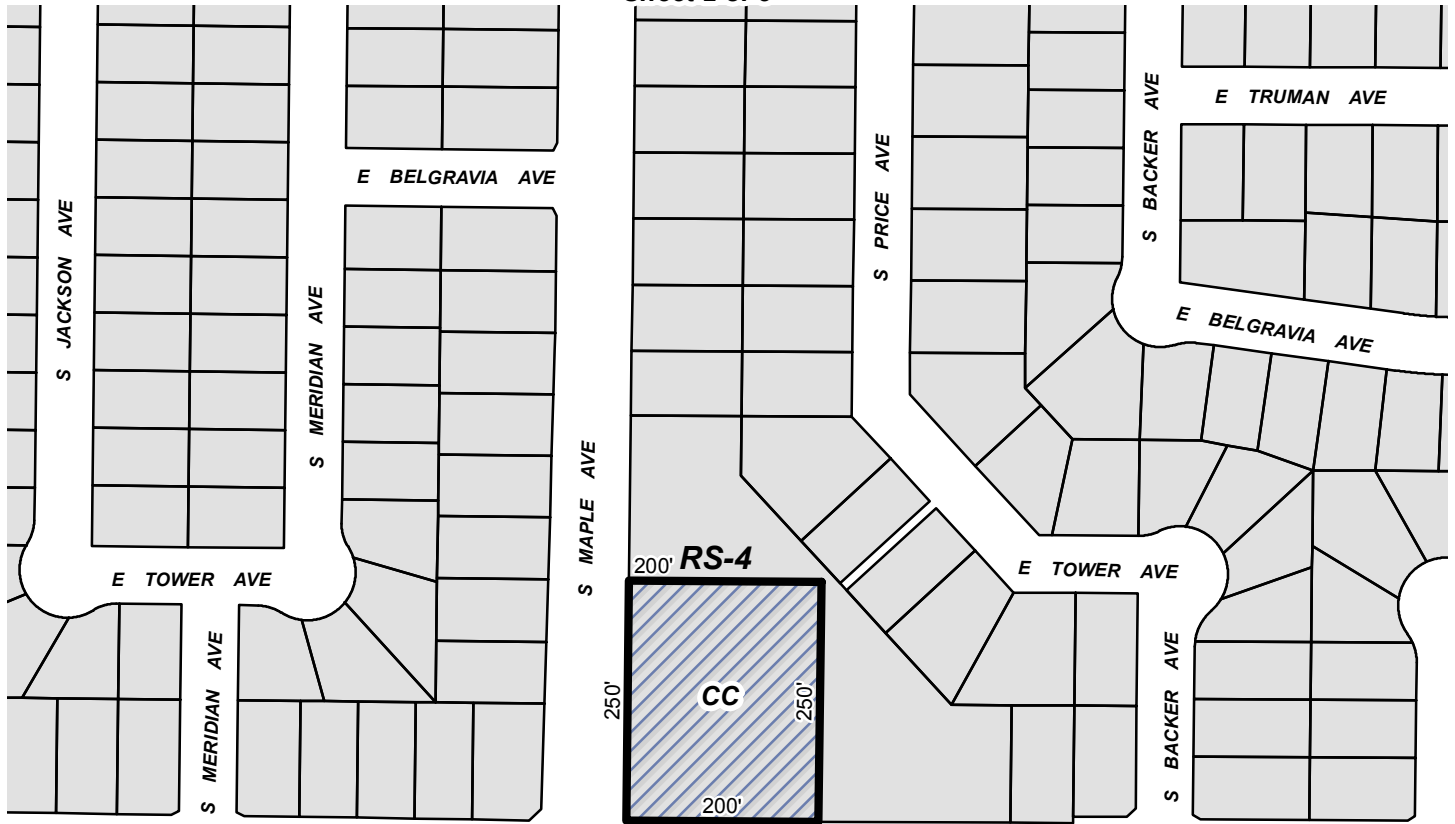 E TRUMAN AVE
S BACKER AVE
E BELGRAVIA AVE
S PRICE AVE
S JACKSON AVE
S MERIDIAN AVE
E BELGRAVIA AVE
S MAPLE AVE
200' RS-4
E TOWER AVE
E TOWER AVE
S MERIDIAN AVE
250'
CC
250'
S BACKER AVE
200'